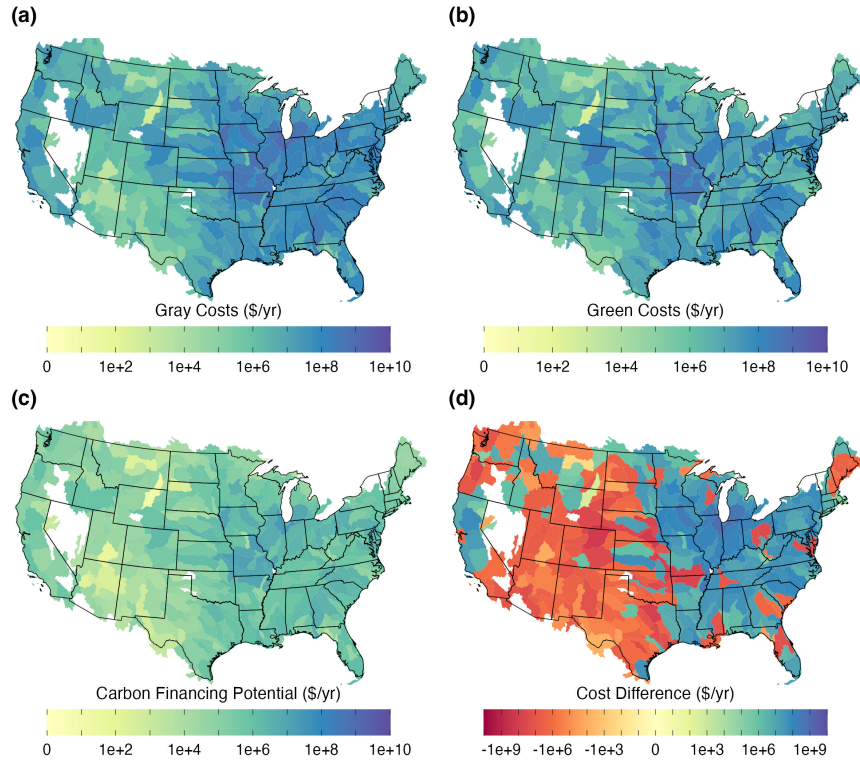 (a)
(b)
Gray Costs ($/yr)
Green Costs ($/yr)
0 1e+2 1e+4 1e+6 1e+8 1e+10
0 1e+2 1e+4 1e+6 1e+8 1e+10
(c)
(d)
Carbon Financing Potential ($/yr)
Cost Difference ($/yr)
0 1e+2 1e+4 1e+6 1e+8 1e+10
-1e+9 -1e+6 -1e+3 0 1e+3 1e+6 1e+9